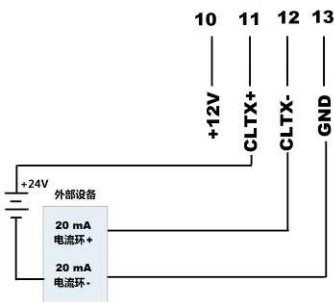 10 11 12 13
+12V
CLTX+
CLTX-
GND
+24V
外部设备
20 mA
电流环+
20 mA
电流环-